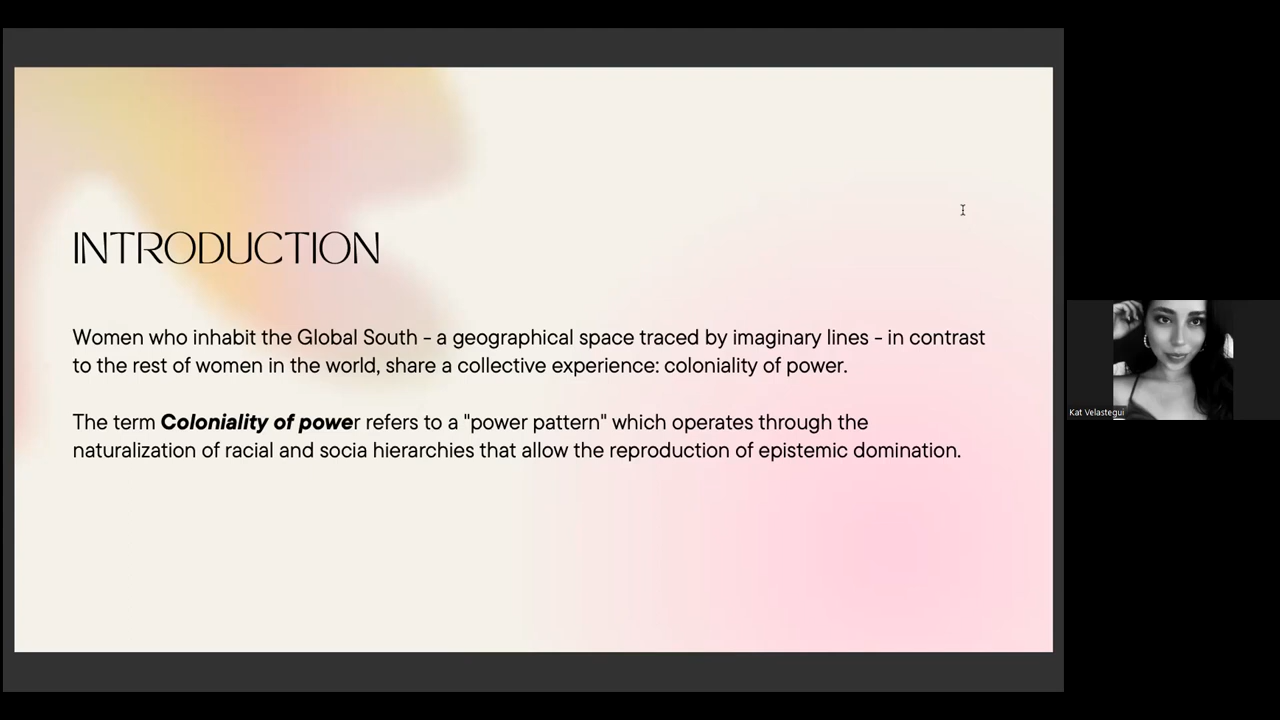 INTRODUCTION
Women who inhabit the Global South - a geographical space traced by imaginary lines - in contrast
to the rest of women in the world, share a collective experience: coloniality of power.
The term Coloniality of power refers to a "power pattern" which operates through the
naturalization of racial and socia hierarchies that allow the reproduction of epistemic domination.
Kat Velastegui